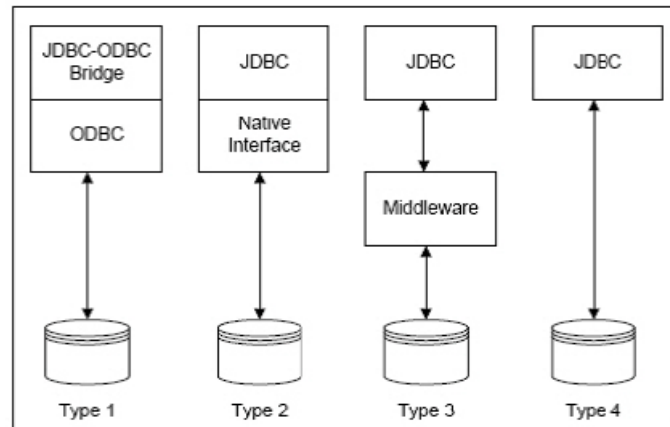 JDBC-ODBC
Bridge
ODBC
JDBC
Native
Interface
JDBC
Middleware
JDBC
Type 1
Type 2
Type 3
Type 4